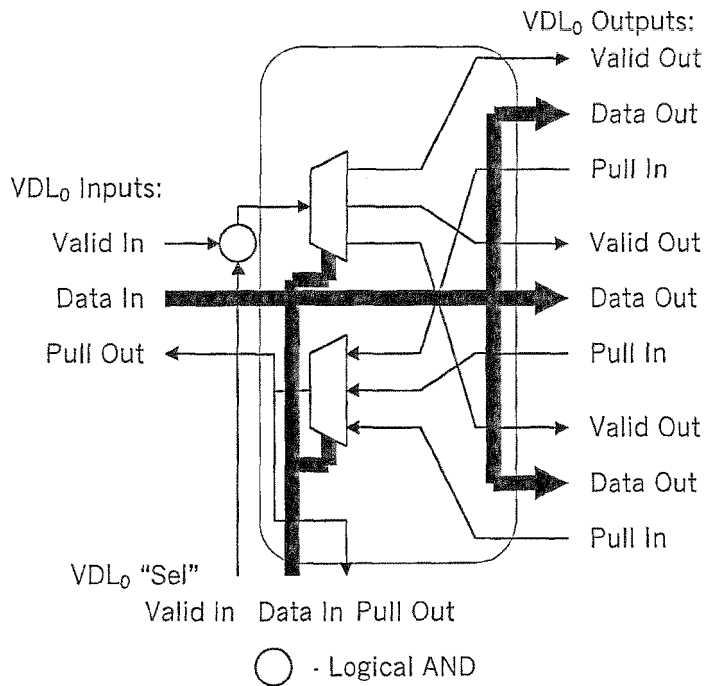 VDL₀ Outputs:
Valid Out
Data Out
Pull In
VDL₀ Inputs:
Valid In
Valid Out
Data In
Data Out
Pull Out
Pull In
Valid Out
Data Out
Pull In
VDL₀ “Sel”
Valid In Data In Pull Out
- Logical AND